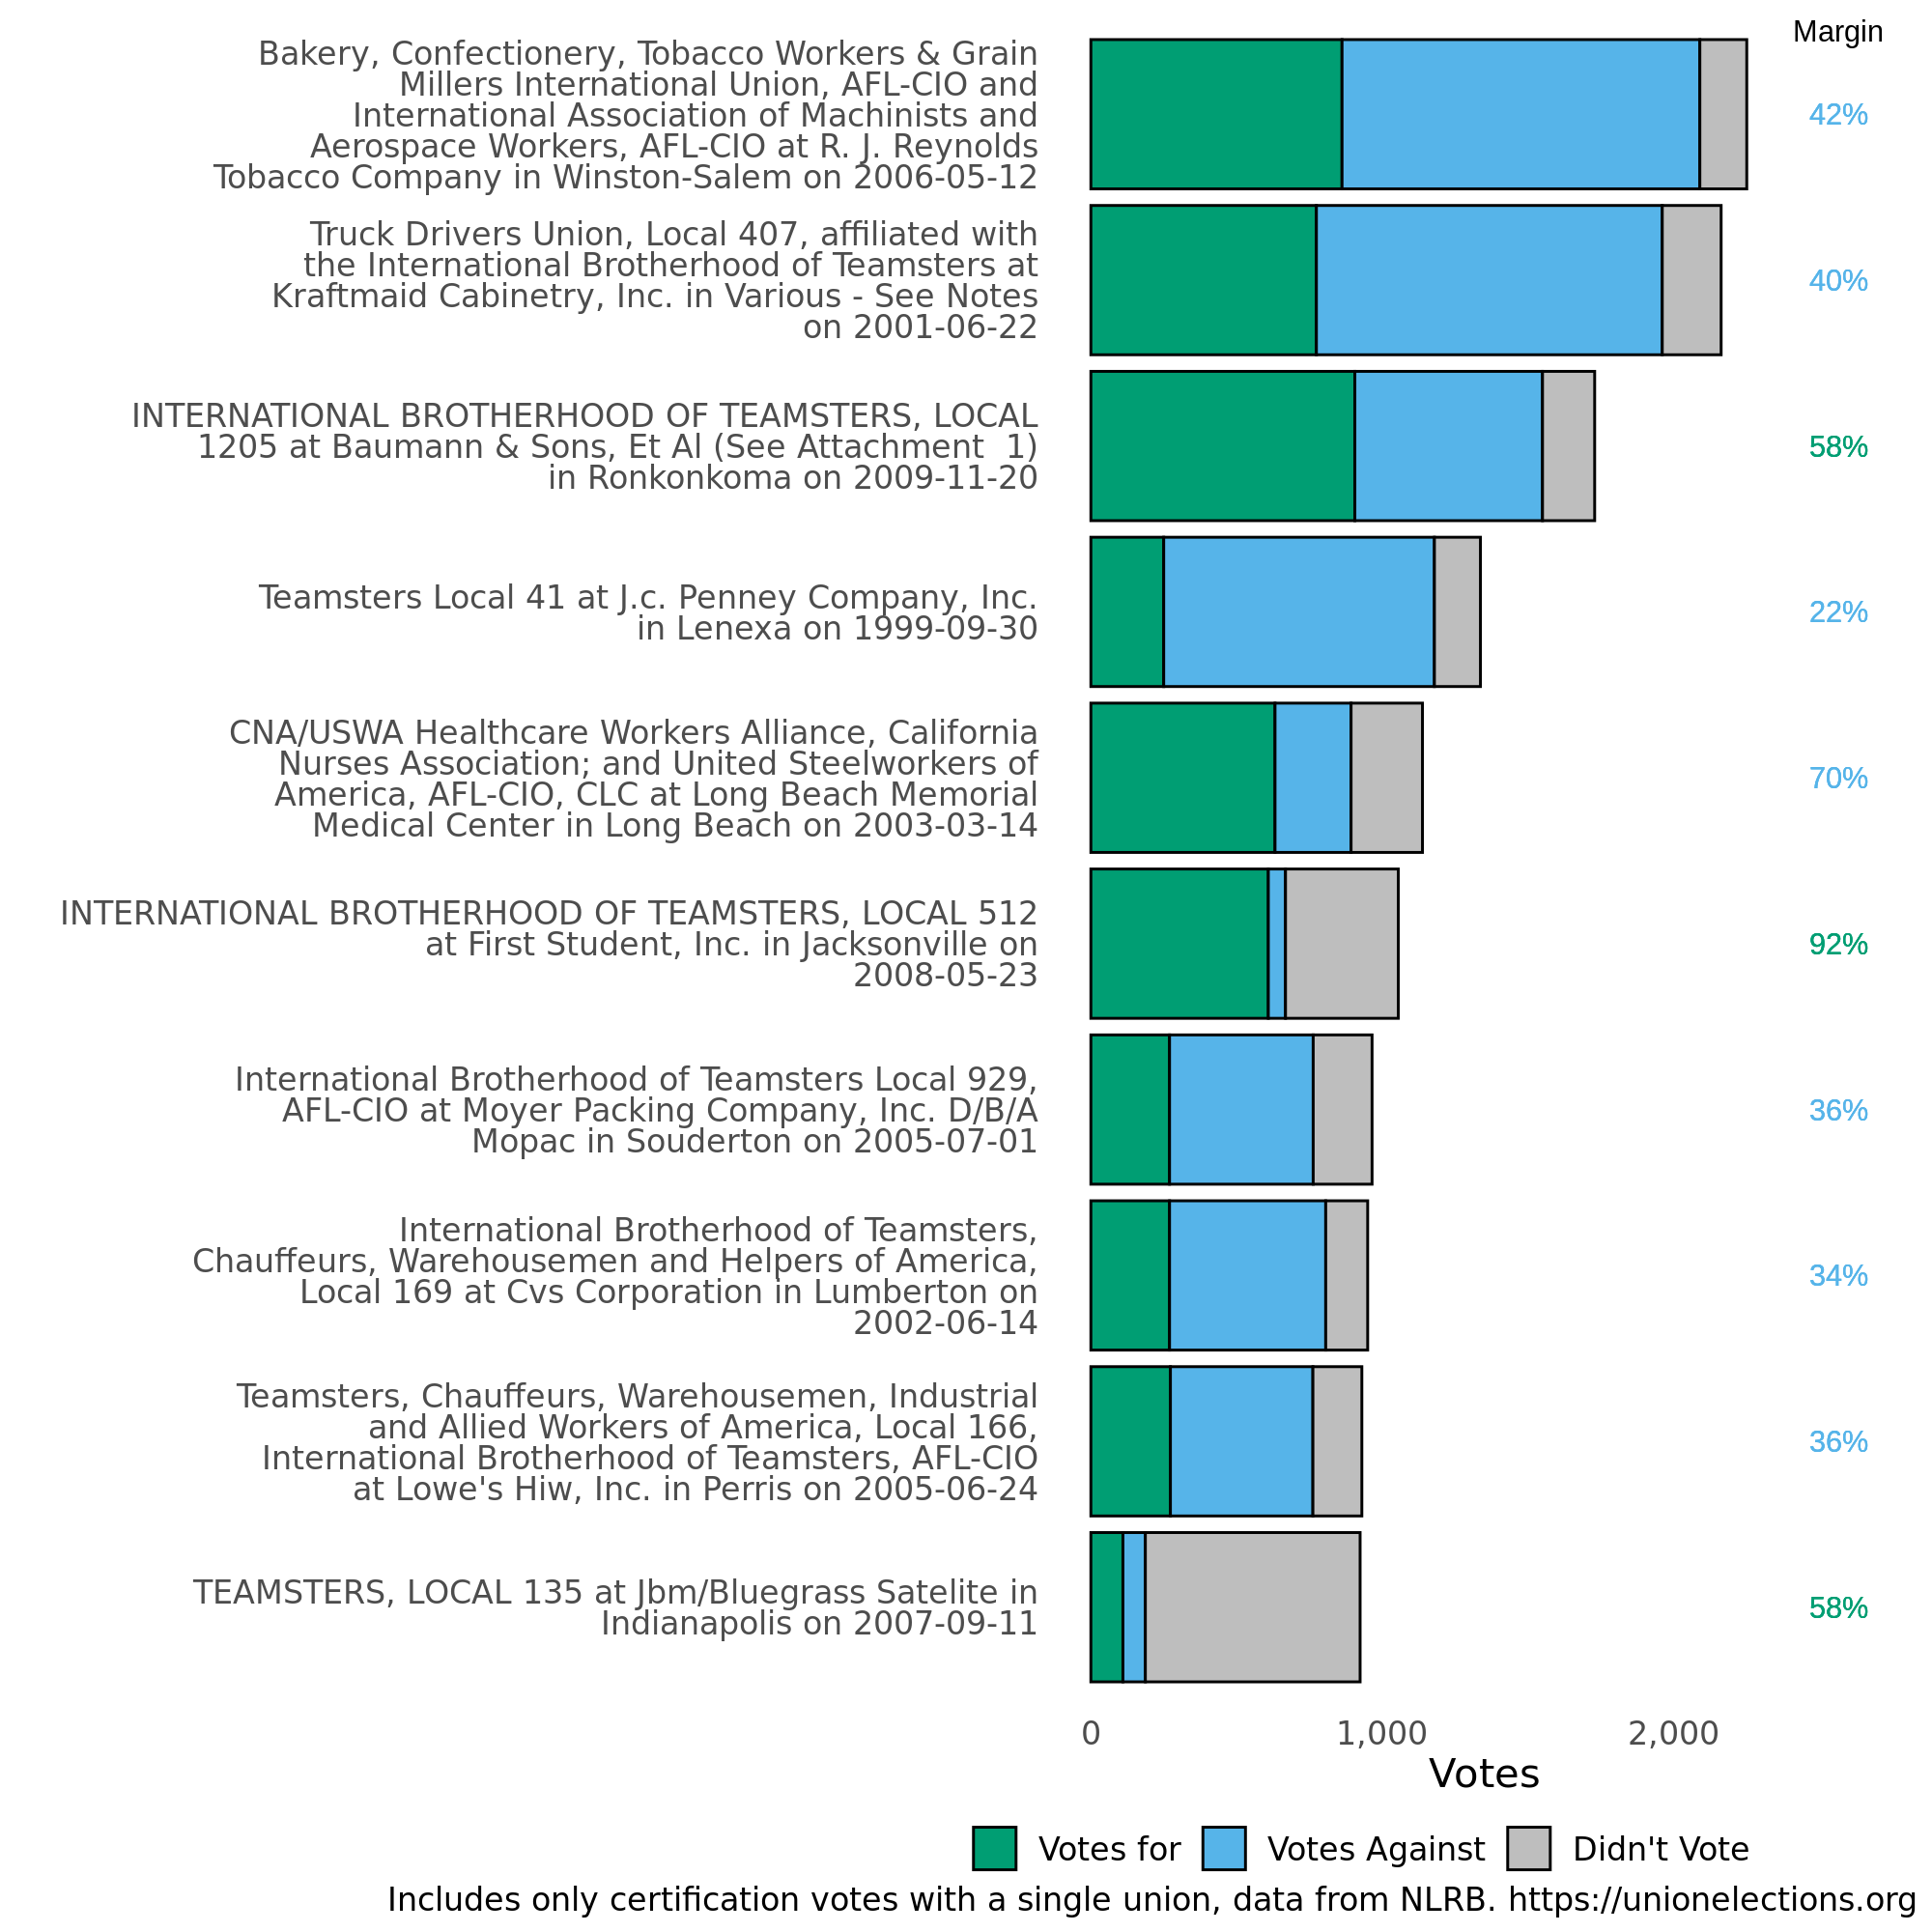 Margin
Bakery, Confectionery, Tobacco Workers & Grain
Millers International Union, AFL-CIO and
International Association of Machinists and
Aerospace Workers, AFL-CIO at R. J. Reynolds
Tobacco Company in Winston-Salem on 2006-05-12
42%
Truck Drivers Union, Local 407, affiliated with
the International Brotherhood of Teamsters at
Kraftmaid Cabinetry, Inc. in Various - See Notes
on 2001-06-22
40%
INTERNATIONAL BROTHERHOOD OF TEAMSTERS, LOCAL
1205 at Baumann & Sons, Et Al (See Attachment  1)
in Ronkonkoma on 2009-11-20
58%
Teamsters Local 41 at J.c. Penney Company, Inc.
in Lenexa on 1999-09-30
22%
CNA/USWA Healthcare Workers Alliance, California
Nurses Association; and United Steelworkers of
America, AFL-CIO, CLC at Long Beach Memorial
Medical Center in Long Beach on 2003-03-14
70%
INTERNATIONAL BROTHERHOOD OF TEAMSTERS, LOCAL 512
at First Student, Inc. in Jacksonville on
2008-05-23
92%
International Brotherhood of Teamsters Local 929,
AFL-CIO at Moyer Packing Company, Inc. D/B/A
Mopac in Souderton on 2005-07-01
36%
International Brotherhood of Teamsters,
Chauffeurs, Warehousemen and Helpers of America,
Local 169 at Cvs Corporation in Lumberton on
2002-06-14
34%
Teamsters, Chauffeurs, Warehousemen, Industrial
and Allied Workers of America, Local 166,
International Brotherhood of Teamsters, AFL-CIO
at Lowe's Hiw, Inc. in Perris on 2005-06-24
36%
TEAMSTERS, LOCAL 135 at Jbm/Bluegrass Satelite in
Indianapolis on 2007-09-11
58%
0 1,000 2,000
Votes
Votes for Votes Against Didn't Vote
Includes only certification votes with a single union, data from NLRB. https://unionelections.org